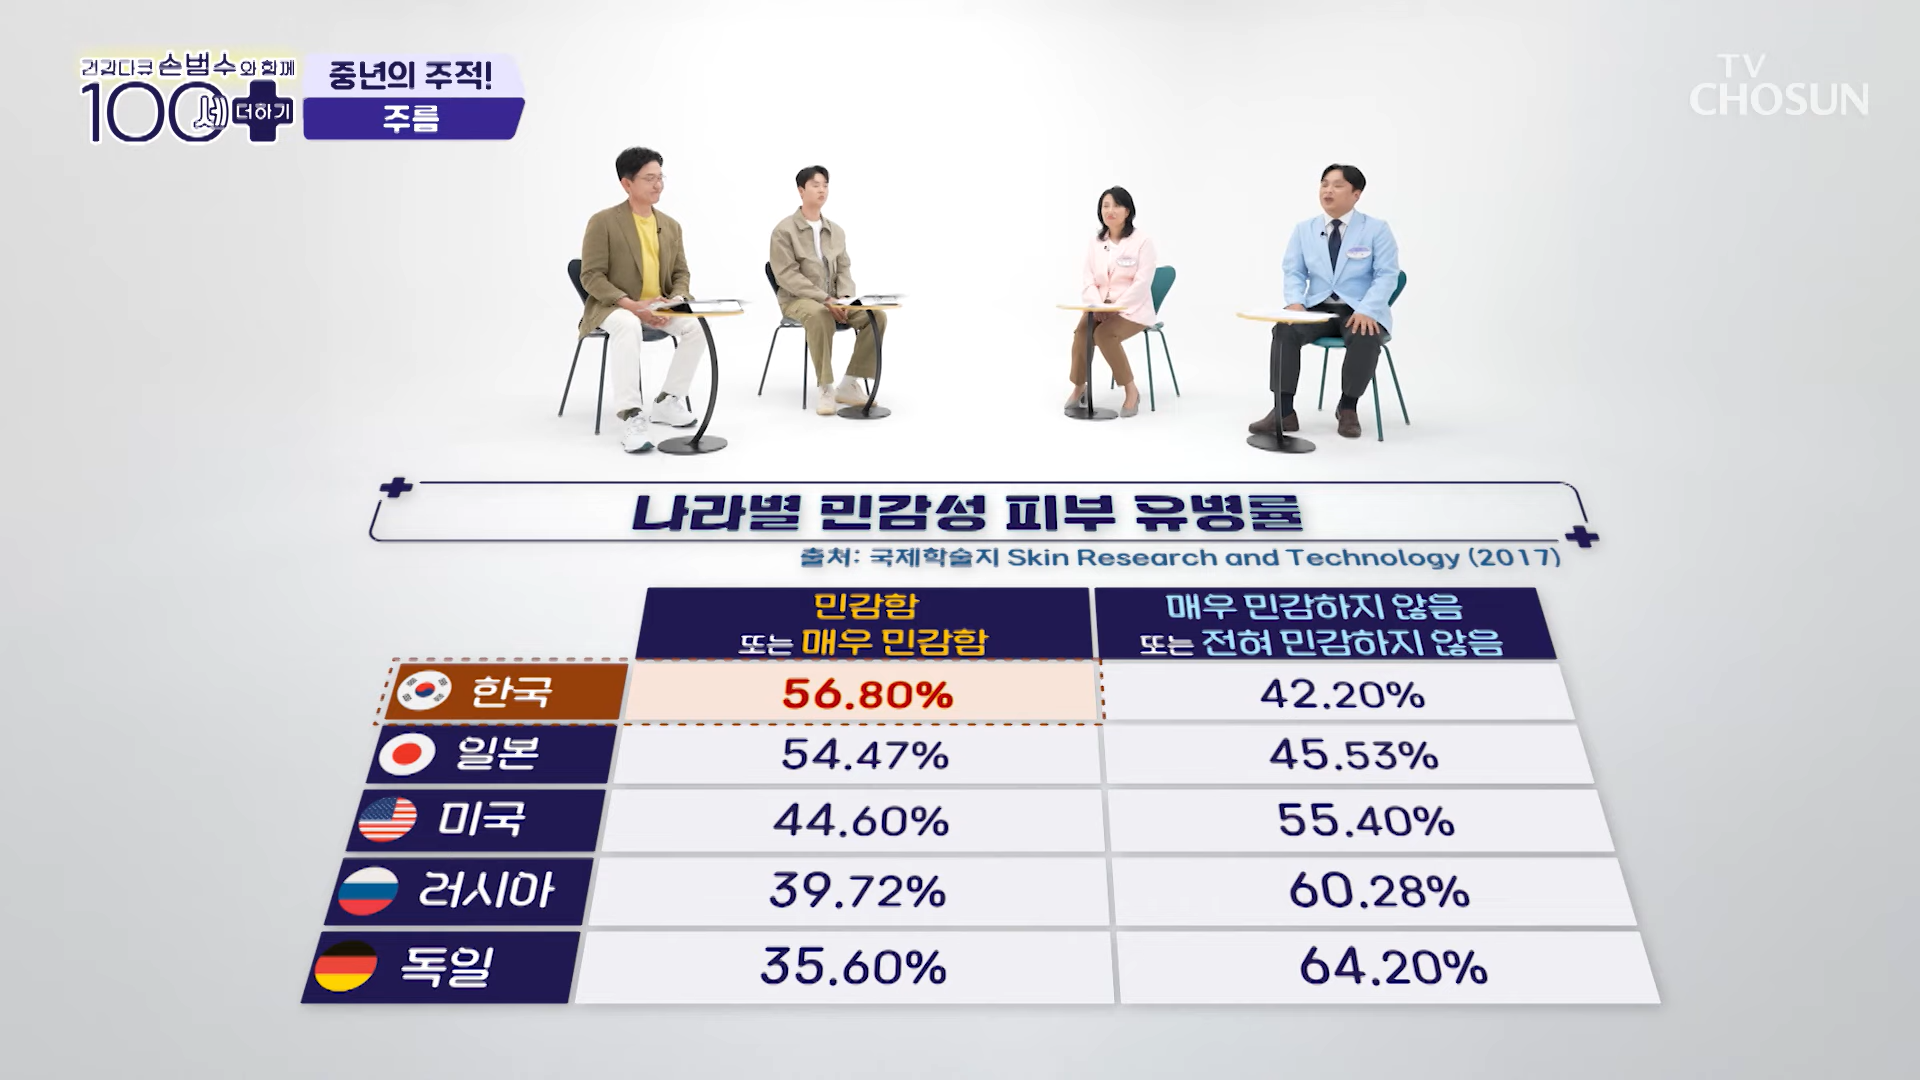 건강다큐 손범수와 함께
100세 더하기
중년의 주적!
주름
TV
CHOSUN
나라별 민감성 피부 유병률
출처: 국제학술지 Skin Research and Technology (2017)
민감함
또는 매우 민감함
매우 민감하지 않음
또는 전혀 민감하지 않음
한국 56.80% 42.20%
일본 54.47% 45.53%
미국 44.60% 55.40%
러시아 39.72% 60.28%
독일 35.60% 64.20%